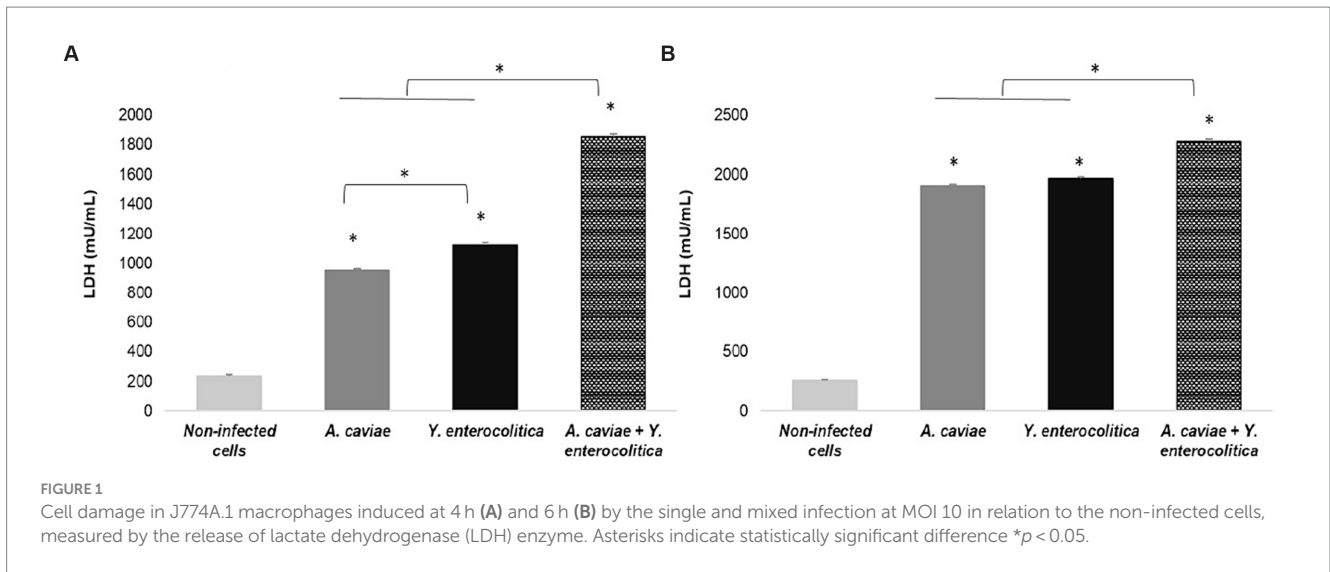 A
*
*
2000
1800
1600
1400
1200
1000
800
600
400
200
0
LDH (mU/mL)
*
*
*
Non-infected
cells
A. caviae
Y. enterocolitica
A. caviae + Y.
enterocolitica
B
*
*
2500
2000
1500
1000
500
0
LDH (mU/mL)
*
*
Non-infected
cells
A. caviae
Y. enterocolitica
A. caviae + Y.
enterocolitica
FIGURE 1
Cell damage in J774A.1 macrophages induced at 4 h (A) and 6 h (B) by the single and mixed infection at MOI 10 in relation to the non-infected cells,
measured by the release of lactate dehydrogenase (LDH) enzyme. Asterisks indicate statistically significant difference *p < 0.05.